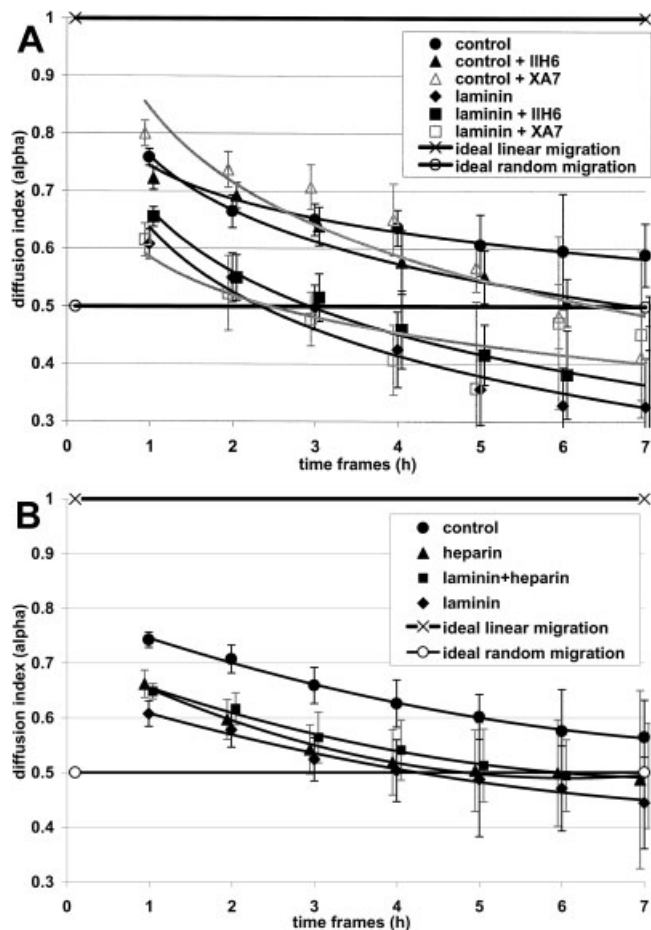 A
1
0.9
0.8
0.7
0.6
0.5
0.4
0.3
diffusion index (alpha)
control
control + IIH6
control + XA7
laminin
laminin + IIH6
laminin + XA7
ideal linear migration
ideal random migration
0 1 2 3 4 5 6 7
time frames (h)
B
1
0.9
0.8
0.7
0.6
0.5
0.4
0.3
diffusion index (alpha)
control
heparin
laminin+heparin
laminin
ideal linear migration
ideal random migration
0 1 2 3 4 5 6 7
time frames (h)